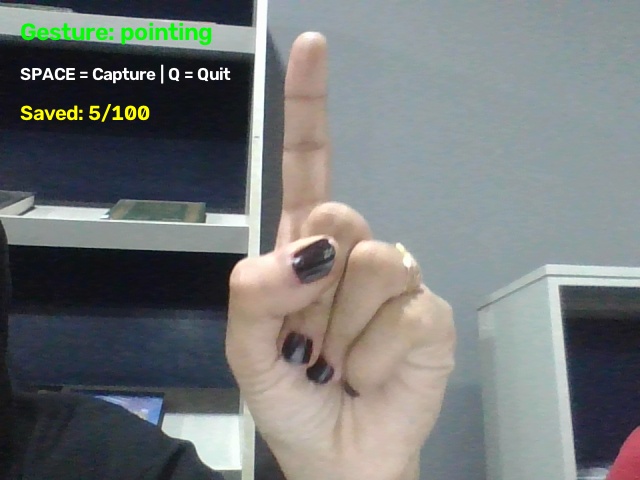 Gesture: pointing
SPACE = Capture | Q = Quit
Saved: 5/100